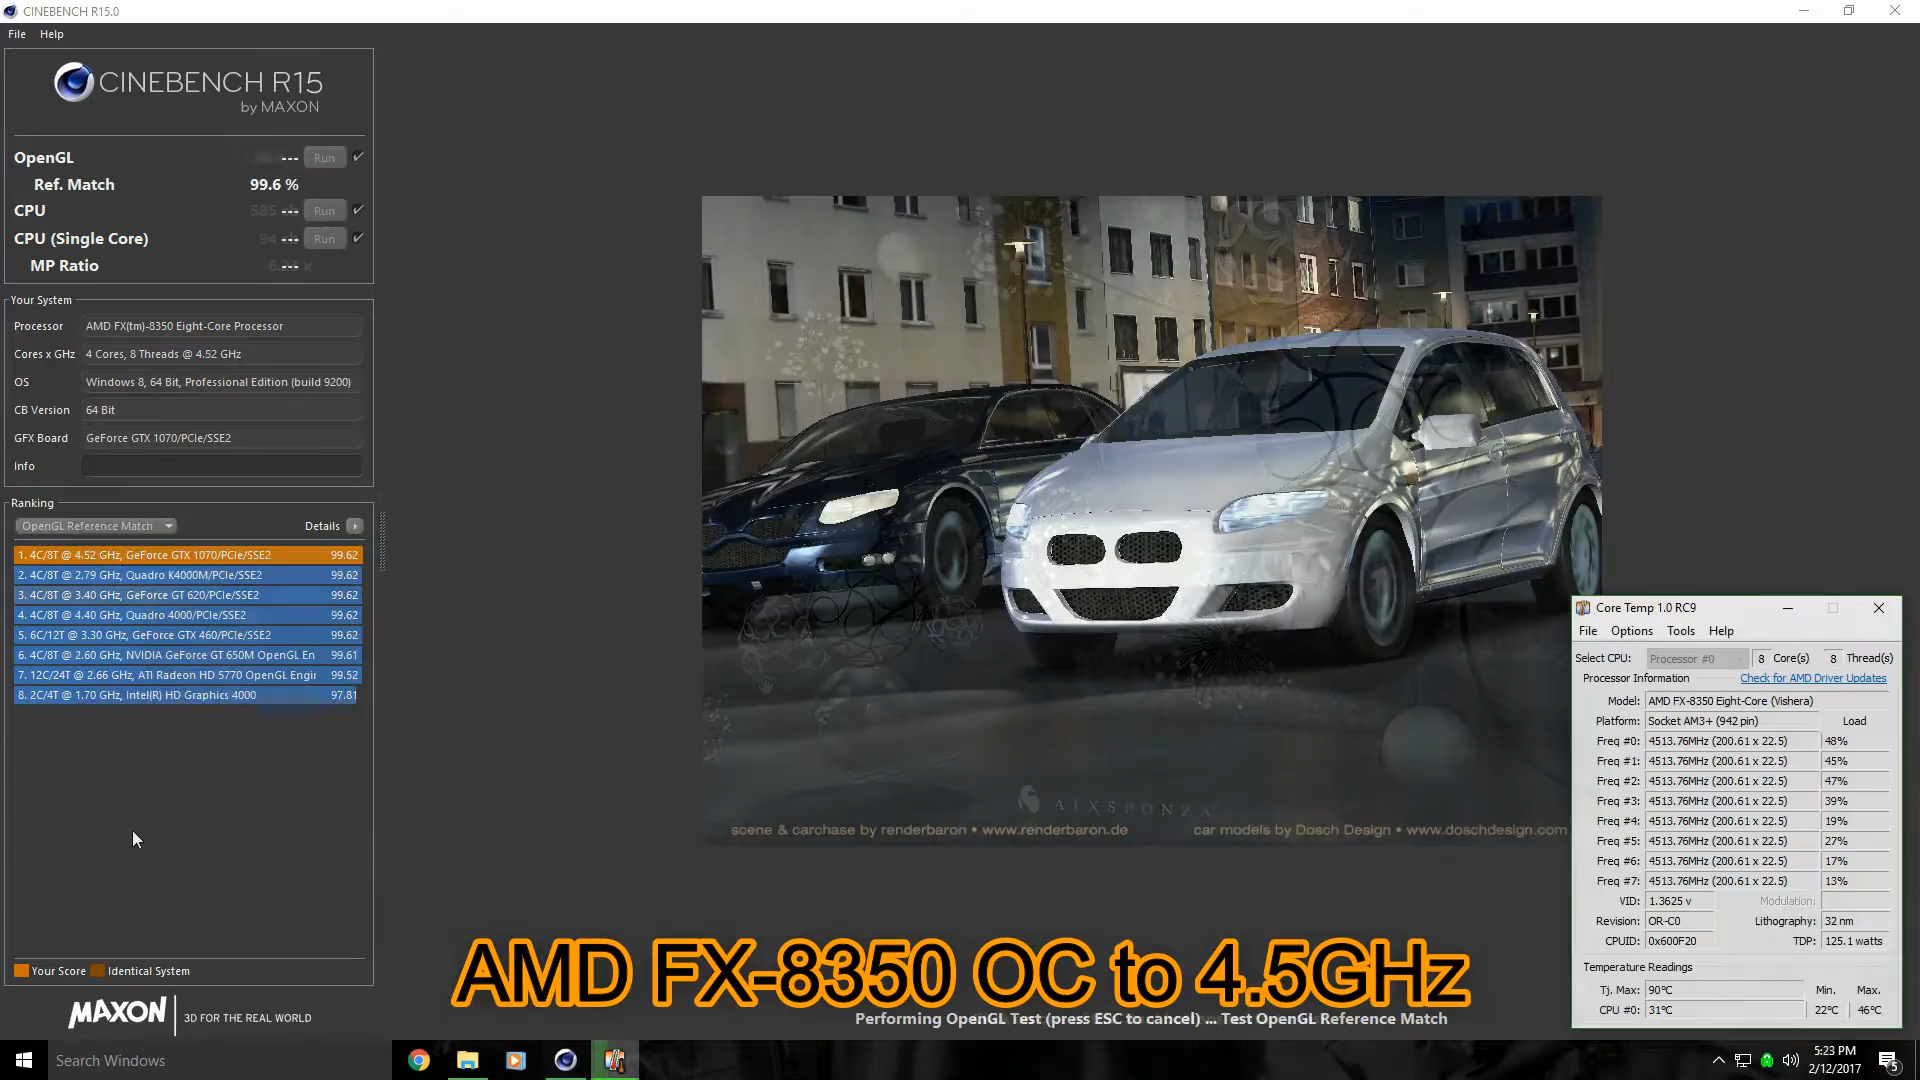 CINEBENCH R15.0
File Help
CINEBENCH R15
by MAXON
OpenGL --- Run
Ref. Match 99.6 %
CPU 585 --- Run
CPU (Single Core) 94 --- Run
MP Ratio ---
Your System
Processor AMD FX(tm)-8350 Eight-Core Processor
Cores x GHz 4 Cores, 8 Threads @ 4.52 GHz
OS Windows 8, 64 Bit, Professional Edition (build 9200)
CB Version 64 Bit
GFX Board GeForce GTX 1070/PCIe/SSE2
Info
Ranking
OpenGL Reference Match Details
1. 4C/8T @ 4.52 GHz, GeForce GTX 1070/PCIe/SSE2 99.62
2. 4C/8T @ 2.79 GHz, Quadro K4000M/PCIe/SSE2 99.62
3. 4C/8T @ 3.40 GHz, GeForce GT 620/PCIe/SSE2 99.62
4. 4C/8T @ 4.40 GHz, Quadro 4000/PCIe/SSE2 99.62
5. 6C/12T @ 3.30 GHz, GeForce GTX 460/PCIe/SSE2 99.62
6. 4C/8T @ 2.60 GHz, NVIDIA GeForce GT 650M OpenGL En 99.61
7. 12C/24T @ 2.66 GHz, ATI Radeon HD 5770 OpenGL Engir 99.52
8. 2C/4T @ 1.70 GHz, Intel(R) HD Graphics 4000 97.81
Your Score Identical System
MAXON 3D FOR THE REAL WORLD
AIXSPONZA
scene & carchase by renderbaron • www.renderbaron.de car models by Dosch Design • www.doschdesign.com
AMD FX-8350 OC to 4.5GHz
Performing OpenGL Test (press ESC to cancel) ... Test OpenGL Reference Match
Core Temp 1.0 RC9
File Options Tools Help
Select CPU: Processor #0 8 Core(s) 8 Thread(s)
Processor Information Check for AMD Driver Updates
Model: AMD FX-8350 Eight-Core (Vishera)
Platform: Socket AM3+ (942 pin) Load
Freq #0: 4513.76MHz (200.61 x 22.5) 48%
Freq #1: 4513.76MHz (200.61 x 22.5) 45%
Freq #2: 4513.76MHz (200.61 x 22.5) 47%
Freq #3: 4513.76MHz (200.61 x 22.5) 39%
Freq #4: 4513.76MHz (200.61 x 22.5) 19%
Freq #5: 4513.76MHz (200.61 x 22.5) 27%
Freq #6: 4513.76MHz (200.61 x 22.5) 17%
Freq #7: 4513.76MHz (200.61 x 22.5) 13%
VID: 1.3625 v Modulation:
Revision: OR-C0 Lithography: 32 nm
CPUID: 0x600F20 TDP: 125.1 watts
Temperature Readings
Tj. Max: 90°C Min. Max.
CPU #0: 31°C 22°C 46°C
Search Windows
5:23 PM
2/12/2017
5